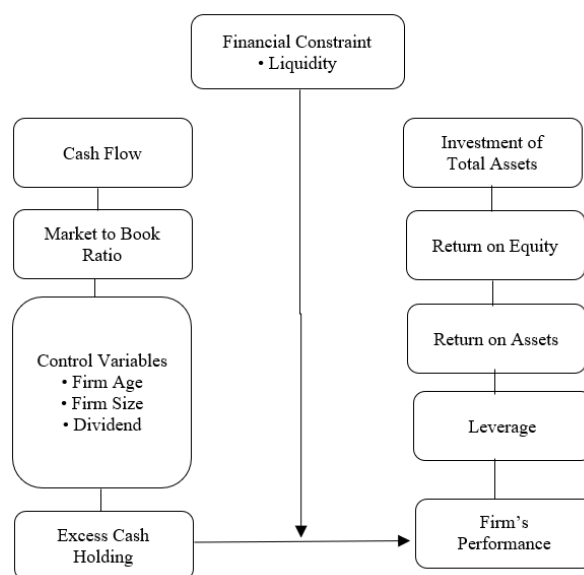 Financial Constraint
• Liquidity
Cash Flow
Market to Book
Ratio
Control Variables
• Firm Age
• Firm Size
• Dividend
Excess Cash
Holding
Investment of
Total Assets
Return on Equity
Return on Assets
Leverage
Firm's
Performance